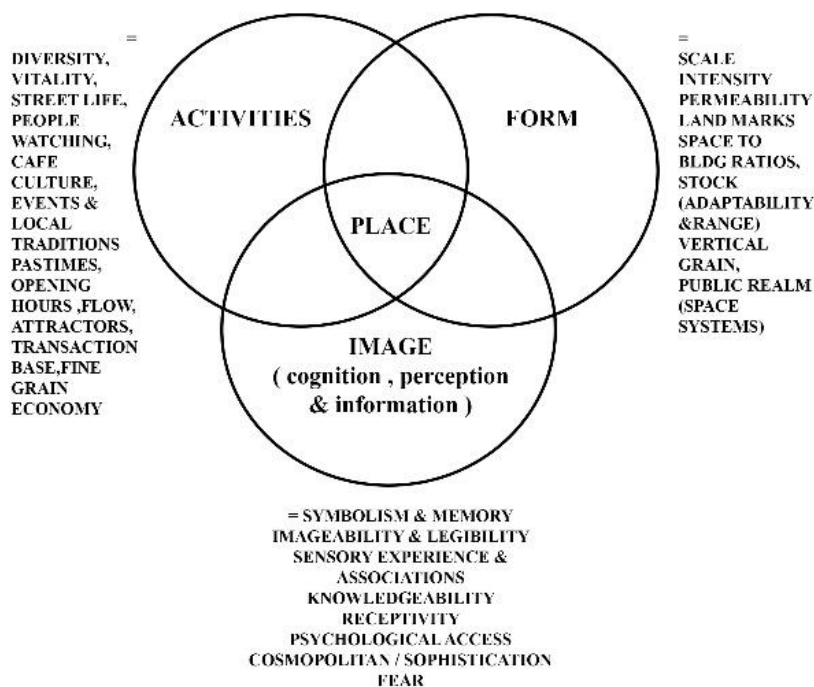 =
DIVERSITY,
VITALITY,
STREET LIFE,
PEOPLE
WATCHING,
CAFE
CULTURE,
EVENTS &
LOCAL
TRADITIONS
PASTIMES,
OPENING
HOURS ,FLOW,
ATTRACTORS,
TRANSACTION
BASE,FINE
GRAIN
ECONOMY
ACTIVITIES
FORM
PLACE
IMAGE
( cognition , perception
& information )
=
SCALE
INTENSITY
PERMEABILITY
LAND MARKS
SPACE TO
BLDG RATIOS,
STOCK
(ADAPTABILITY
&RANGE)
VERTICAL
GRAIN,
PUBLIC REALM
(SPACE
SYSTEMS)
= SYMBOLISM & MEMORY
IMAGEABILITY & LEGIBILITY
SENSORY EXPERIENCE &
ASSOCIATIONS
KNOWLEDGEABILITY
RECEPTIVITY
PSYCHOLOGICAL ACCESS
COSMOPOLITAN / SOPHISTICATION
FEAR